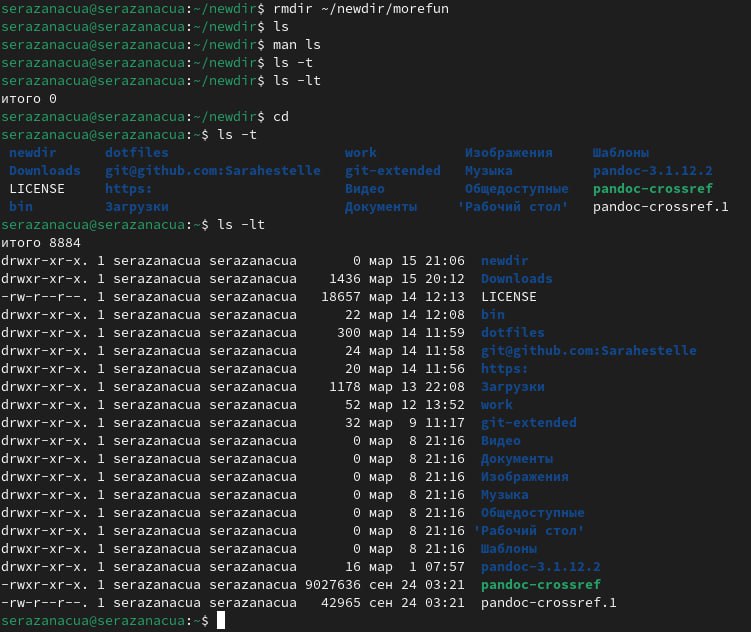 serazanacua@serazanacua:~/newdir$ rmdir ~/newdir/morefun
serazanacua@serazanacua:~/newdir$ ls
serazanacua@serazanacua:~/newdir$ man ls
serazanacua@serazanacua:~/newdir$ ls -t
serazanacua@serazanacua:~/newdir$ ls -lt
итого 0
serazanacua@serazanacua:~/newdir$ cd
serazanacua@serazanacua:~$ ls -t
newdir dotfiles work Изображения Шаблоны
Downloads git@github.com:Sarahestelle git-extended Музыка pandoc-3.1.12.2
LICENSE https: Видео Общедоступные pandoc-crossref
bin Загрузки Документы 'Рабочий стол' pandoc-crossref.1
serazanacua@serazanacua:~$ ls -lt
итого 8884
drwxr-xr-x. 1 serazanacua serazanacua 0 мар 15 21:06 newdir
drwxr-xr-x. 1 serazanacua serazanacua 1436 мар 15 20:12 Downloads
-rw-r--r--. 1 serazanacua serazanacua 18657 мар 14 12:13 LICENSE
drwxr-xr-x. 1 serazanacua serazanacua 22 мар 14 12:08 bin
drwxr-xr-x. 1 serazanacua serazanacua 300 мар 14 11:59 dotfiles
drwxr-xr-x. 1 serazanacua serazanacua 24 мар 14 11:58 git@github.com:Sarahestelle
drwxr-xr-x. 1 serazanacua serazanacua 20 мар 14 11:56 https:
drwxr-xr-x. 1 serazanacua serazanacua 1178 мар 13 22:08 Загрузки
drwxr-xr-x. 1 serazanacua serazanacua 52 мар 12 13:52 work
drwxr-xr-x. 1 serazanacua serazanacua 32 мар 9 11:17 git-extended
drwxr-xr-x. 1 serazanacua serazanacua 0 мар 8 21:16 Видео
drwxr-xr-x. 1 serazanacua serazanacua 0 мар 8 21:16 Документы
drwxr-xr-x. 1 serazanacua serazanacua 0 мар 8 21:16 Изображения
drwxr-xr-x. 1 serazanacua serazanacua 0 мар 8 21:16 Музыка
drwxr-xr-x. 1 serazanacua serazanacua 0 мар 8 21:16 Общедоступные
drwxr-xr-x. 1 serazanacua serazanacua 0 мар 8 21:16 'Рабочий стол'
drwxr-xr-x. 1 serazanacua serazanacua 0 мар 8 21:16 Шаблоны
drwxr-xr-x. 1 serazanacua serazanacua 16 мар 1 07:57 pandoc-3.1.12.2
-rwxr-xr-x. 1 serazanacua serazanacua 9027636 сен 24 03:21 pandoc-crossref
-rw-r--r--. 1 serazanacua serazanacua 42965 сен 24 03:21 pandoc-crossref.1
serazanacua@serazanacua:~$